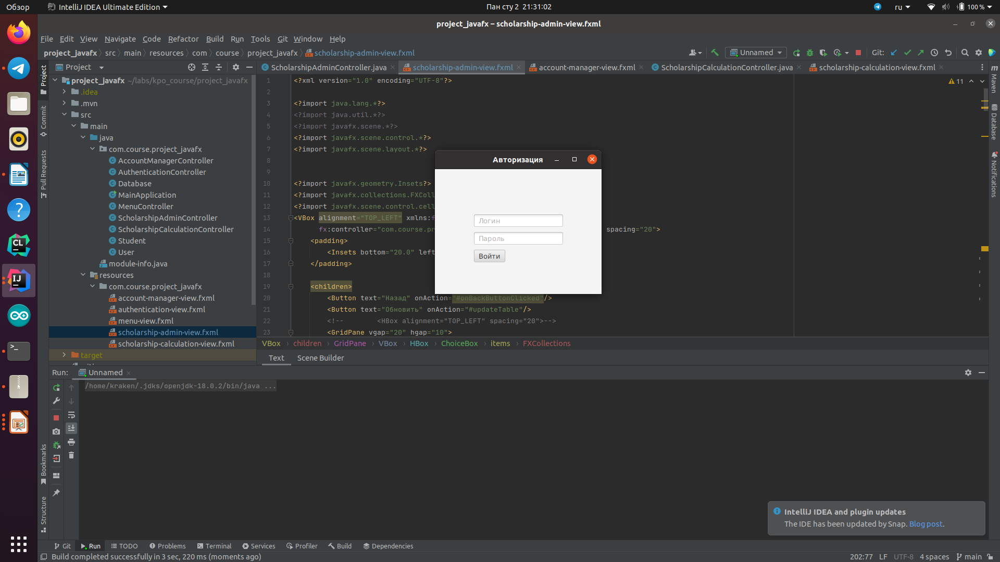 Обзор
IntelliJ IDEA Ultimate Edition
Пан сту 2 21:31:02
ru
100 %
project_javafx – scholarship-admin-view.fxml
File Edit View Navigate Code Refactor Build Run Tools Git Window Help
project_javafx src main resources com course project_javafx scholarship-admin-view.fxml
Unnamed
Git:
Project
ScholarshipAdminController.java
scholarship-admin-view.fxml
account-manager-view.fxml
ScholarshipCalculationController.java
scholarship-calculation-view.fxml
Project
Commit
Pull Requests
Bookmarks
Structure
Maven
Database
Notifications
project_javafx ~/labs/kpo_course/project_javafx
.idea
.mvn
src
main
java
com.course.project_javafx
AccountManagerController
AuthenticationController
Database
MainApplication
MenuController
ScholarshipAdminController
ScholarshipCalculationController
Student
User
module-info.java
resources
com.course.project_javafx
account-manager-view.fxml
authentication-view.fxml
menu-view.fxml
scholarship-admin-view.fxml
scholarship-calculation-view.fxml
target
11
1 <?xml version="1.0" encoding="UTF-8"?>
2
3 <?import java.lang.*?>
4 <?import java.util.*?>
5 <?import javafx.scene.*?>
6 <?import javafx.scene.control.*?>
7 <?import javafx.scene.layout.*?>
8
9
10 <?import javafx.geometry.Insets?>
11 <?import javafx.collections.FXColl
12 <?import javafx.scene.control.cell
13 <VBox alignment="TOP_LEFT" xmlns:f
14 fx:controller="com.course.pr spacing="20">
15 <padding>
16 <Insets bottom="20.0" left
17 </padding>
18
19 <children>
20 <Button text="Назад" onAction="#onBackButtonClicked"/>
21 <Button text="Обновить" onAction="#updateTable"/>
22 <!-- <HBox alignment="TOP_LEFT" spacing="20">-->
23 <GridPane vgap="20" hgap="10">
Авторизация
Логин
Пароль
Войти
VBox › children › GridPane › VBox › HBox › ChoiceBox › items › FXCollections
Text Scene Builder
Run: Unnamed
/home/kraken/.jdks/openjdk-18.0.2/bin/java ...
IntelliJ IDEA and plugin updates
The IDE has been updated by Snap. Blog post.
Git Run TODO Problems Terminal Services Profiler Build Dependencies
Build completed successfully in 3 sec, 220 ms (moments ago)
202:77 LF UTF-8 4 spaces main